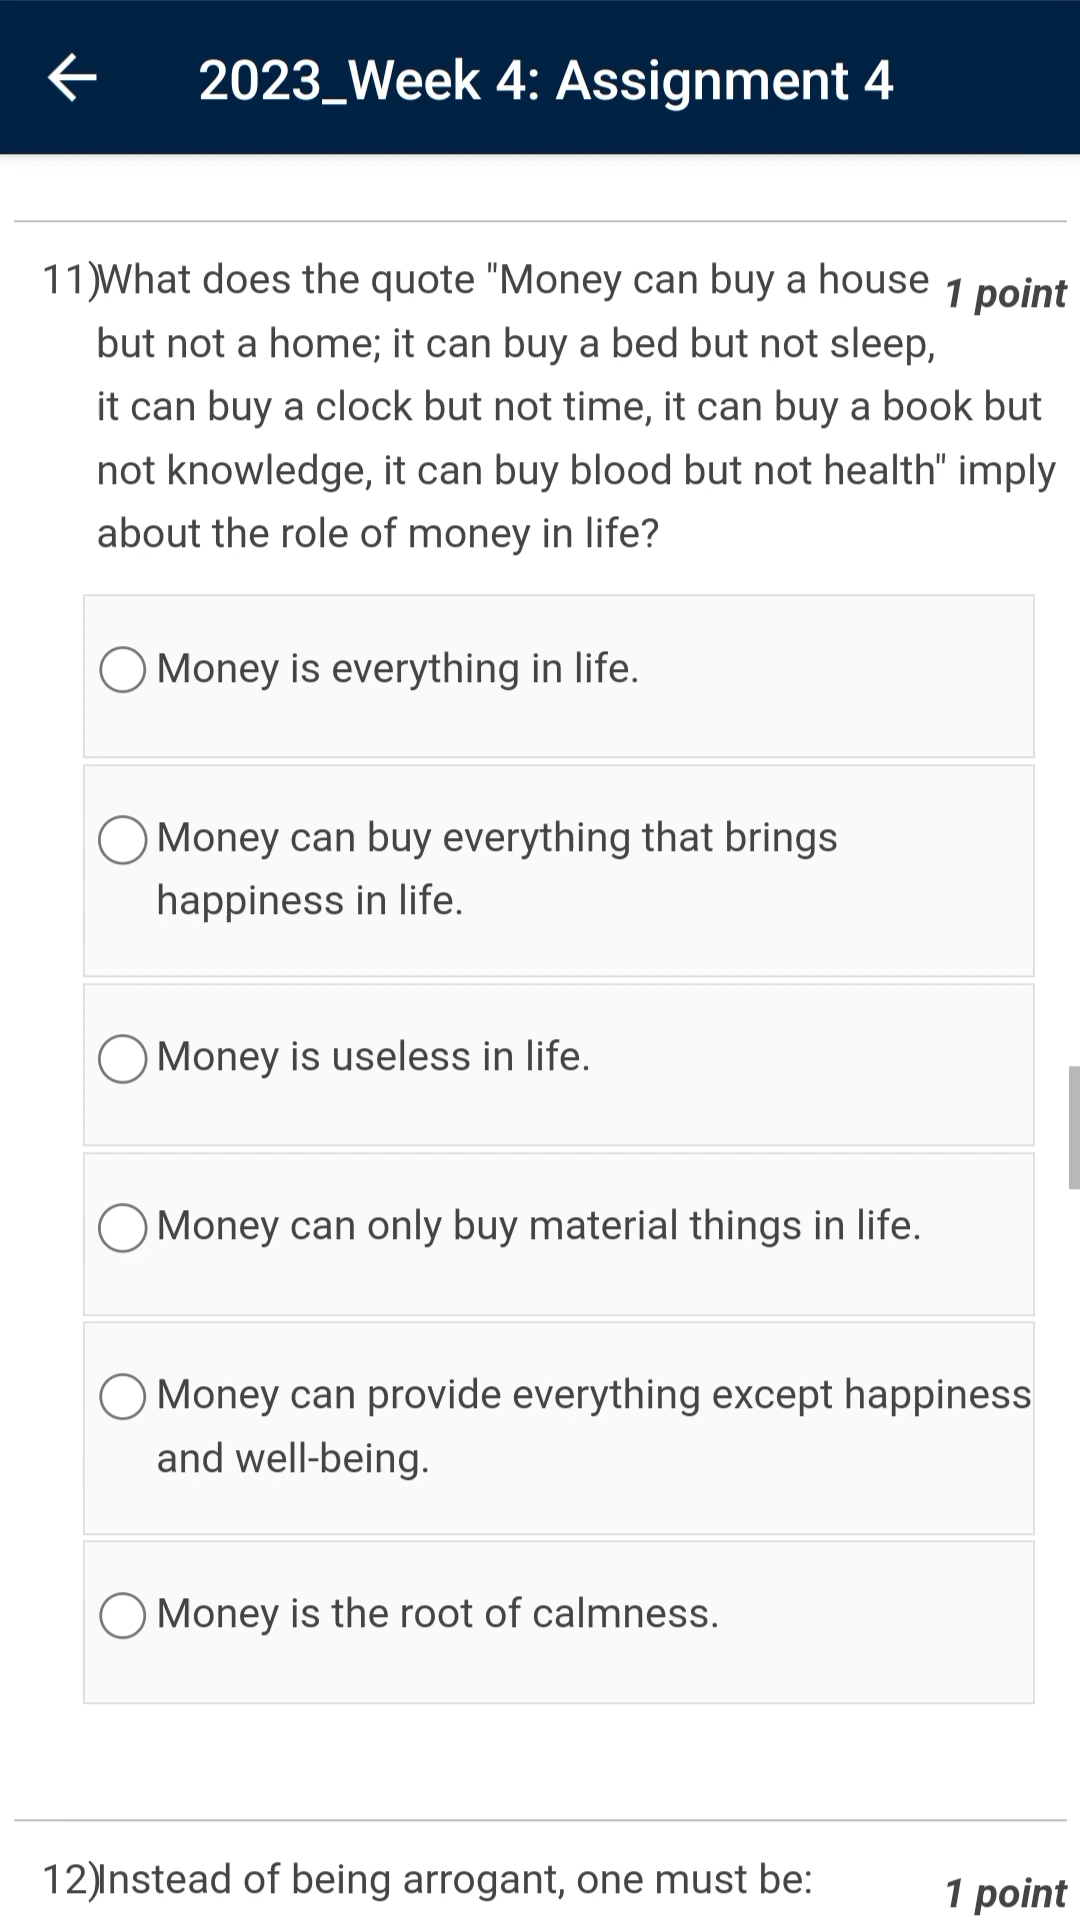 2023_Week 4: Assignment 4
11)What does the quote "Money can buy a house 1 point
but not a home; it can buy a bed but not sleep,
it can buy a clock but not time, it can buy a book but
not knowledge, it can buy blood but not health" imply
about the role of money in life?
Money is everything in life.
Money can buy everything that brings
happiness in life.
Money is useless in life.
Money can only buy material things in life.
Money can provide everything except happiness
and well-being.
Money is the root of calmness.
12)Instead of being arrogant, one must be: 1 point